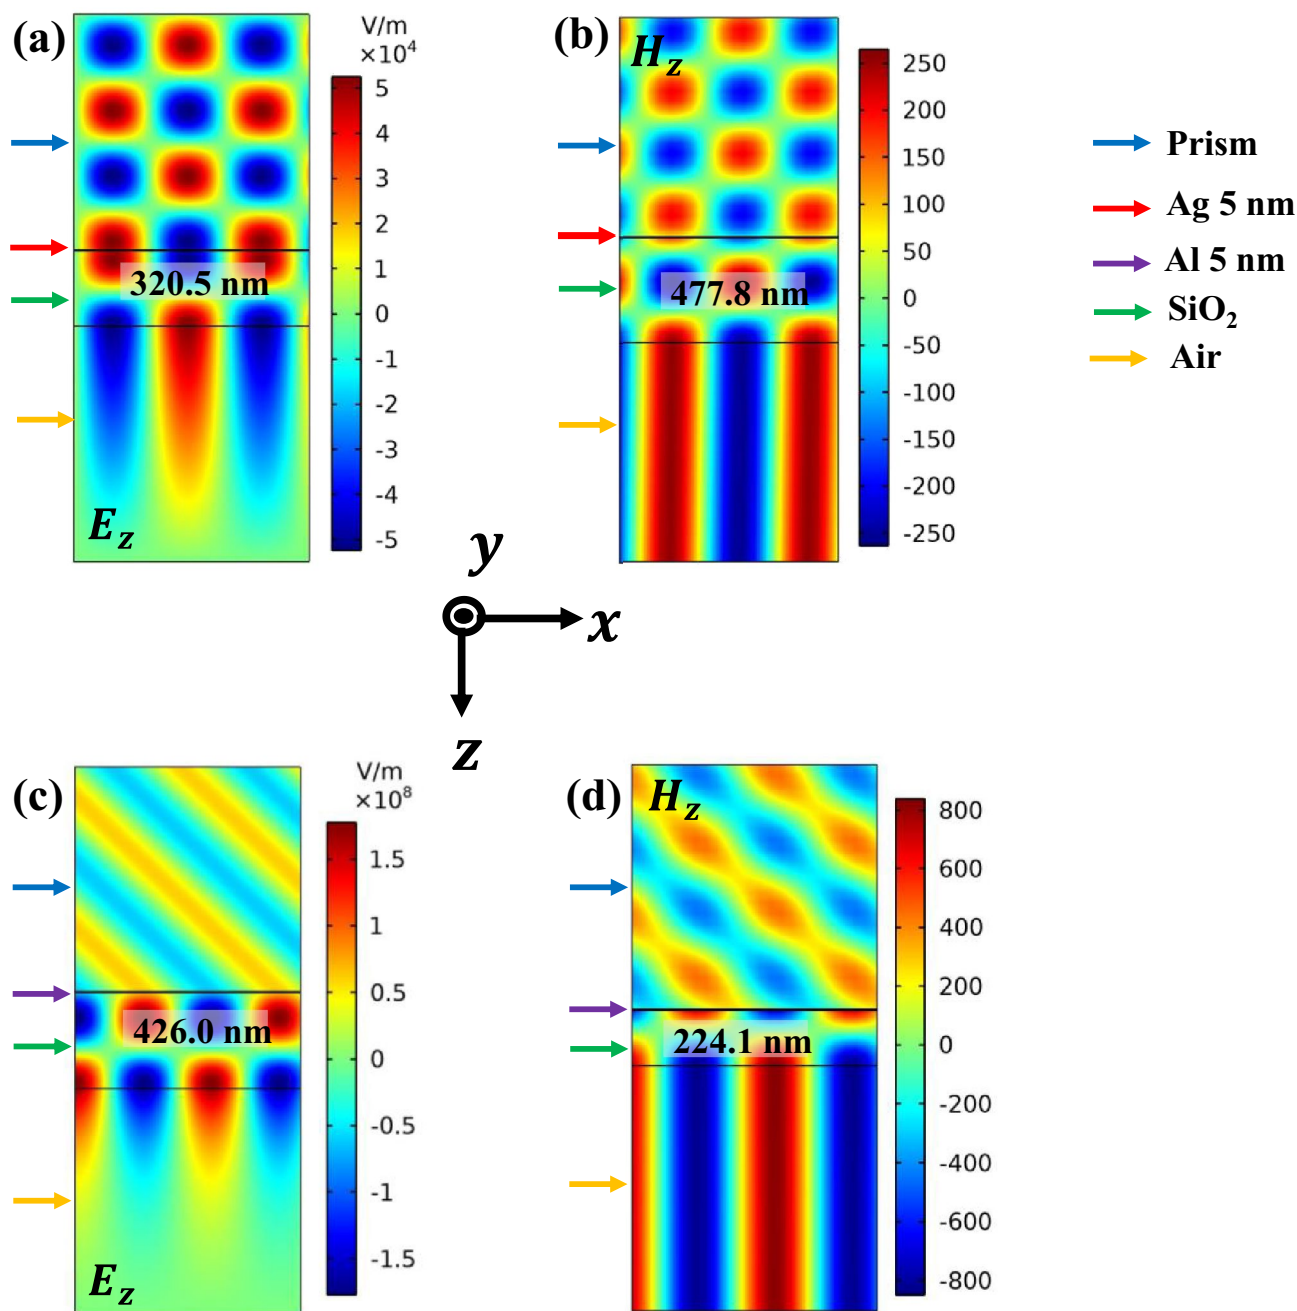 (a)
V/m
×10⁴
5
4
3
2
1
0
-1
-2
-3
-4
-5
320.5 nm
E_z
(b)
H_z
250
200
150
100
50
0
-50
-100
-150
-200
-250
477.8 nm
Prism
Ag 5 nm
Al 5 nm
SiO₂
Air
y
x
z
(c)
V/m
×10⁸
1.5
1
0.5
0
-0.5
-1
-1.5
426.0 nm
E_z
(d)
H_z
800
600
400
200
0
-200
-400
-600
-800
224.1 nm